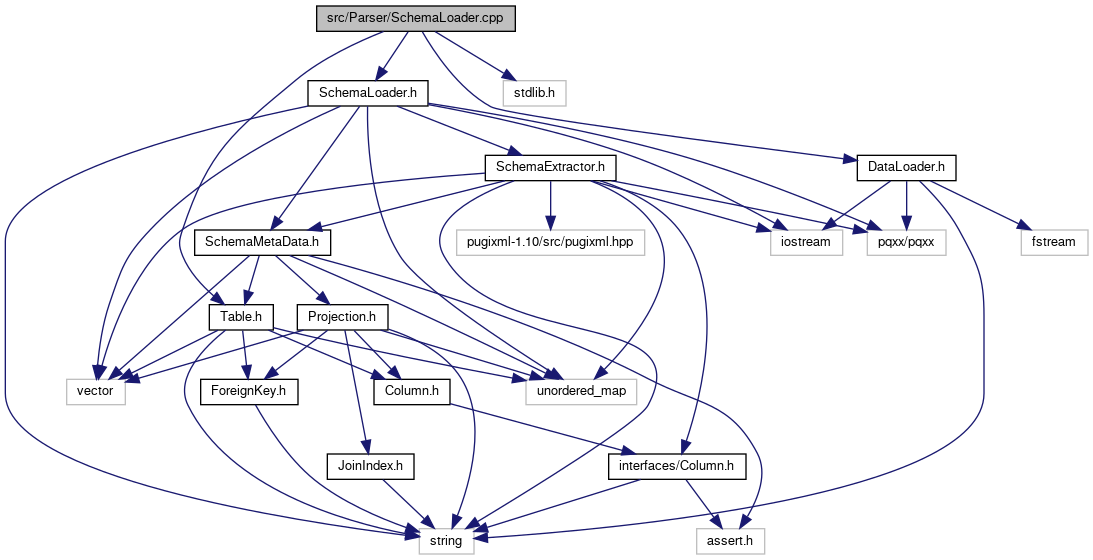 src/Parser/SchemaLoader.cpp
SchemaLoader.h
stdlib.h
SchemaExtractor.h
DataLoader.h
SchemaMetaData.h
pugixml-1.10/src/pugixml.hpp
iostream
pqxx/pqxx
fstream
Table.h
Projection.h
vector
ForeignKey.h
Column.h
unordered_map
JoinIndex.h
interfaces/Column.h
string
assert.h